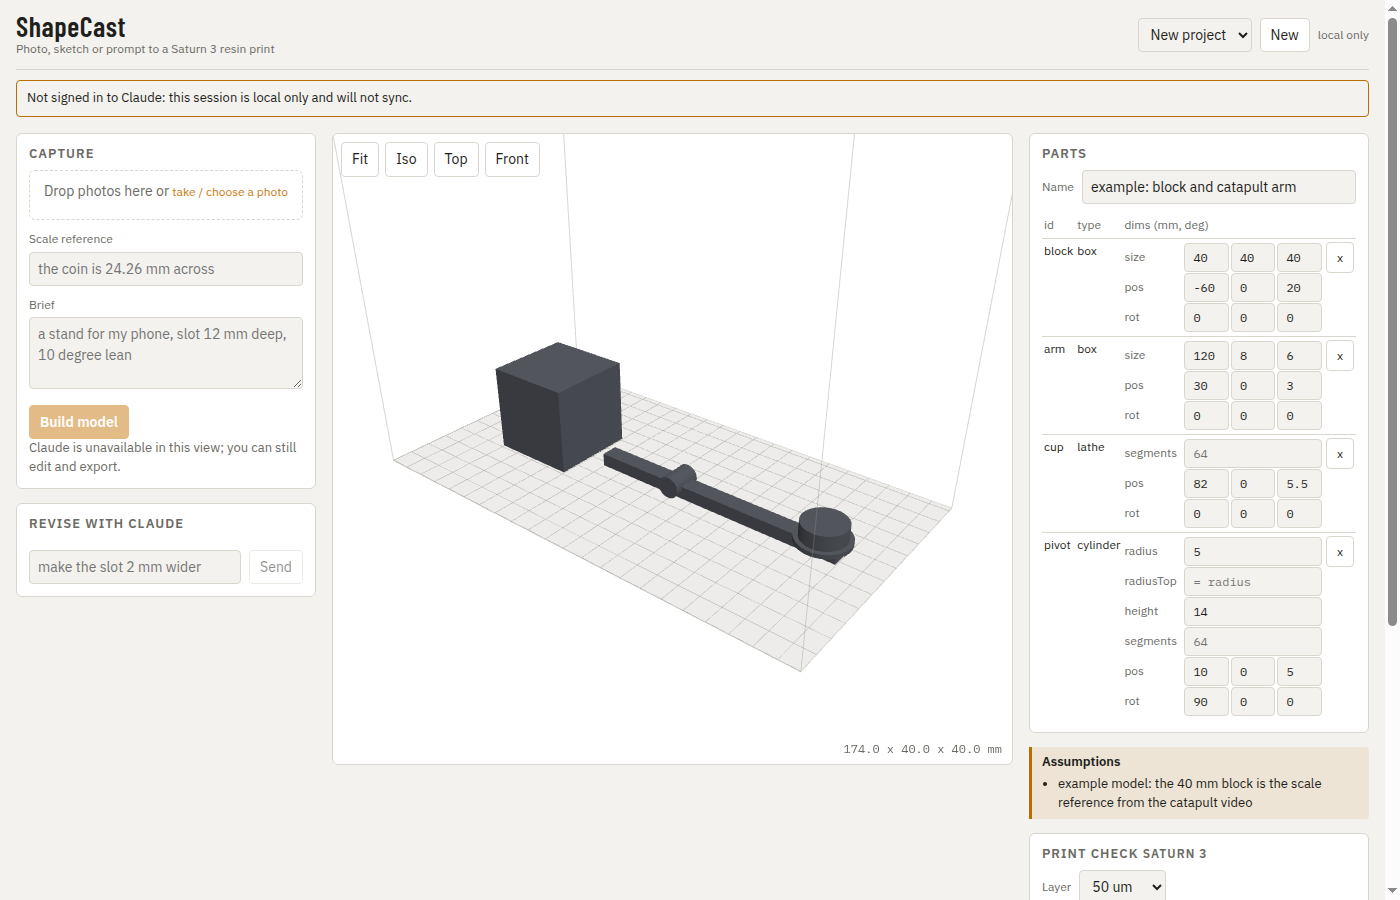 ShapeCast
Photo, sketch or prompt to a Saturn 3 resin print
New project
New
local only
Not signed in to Claude: this session is local only and will not sync.
CAPTURE
Drop photos here or take / choose a photo
Scale reference
the coin is 24.26 mm across
Brief
a stand for my phone, slot 12 mm deep,
10 degree lean
Build model
Claude is unavailable in this view; you can still
edit and export.
REVISE WITH CLAUDE
make the slot 2 mm wider
Send
Fit
Iso
Top
Front
174.0 x 40.0 x 40.0 mm
PARTS
Name
example: block and catapult arm
id type dims (mm, deg)
block box size 40 40 40 x
pos -60 0 20
rot 0 0 0
arm box size 120 8 6 x
pos 30 0 3
rot 0 0 0
cup lathe segments 64 x
pos 82 0 5.5
rot 0 0 0
pivot cylinder radius 5 x
radiusTop = radius
height 14
segments 64
pos 10 0 5
rot 90 0 0
Assumptions
• example model: the 40 mm block is the scale
reference from the catapult video
PRINT CHECK SATURN 3
Layer 50 um